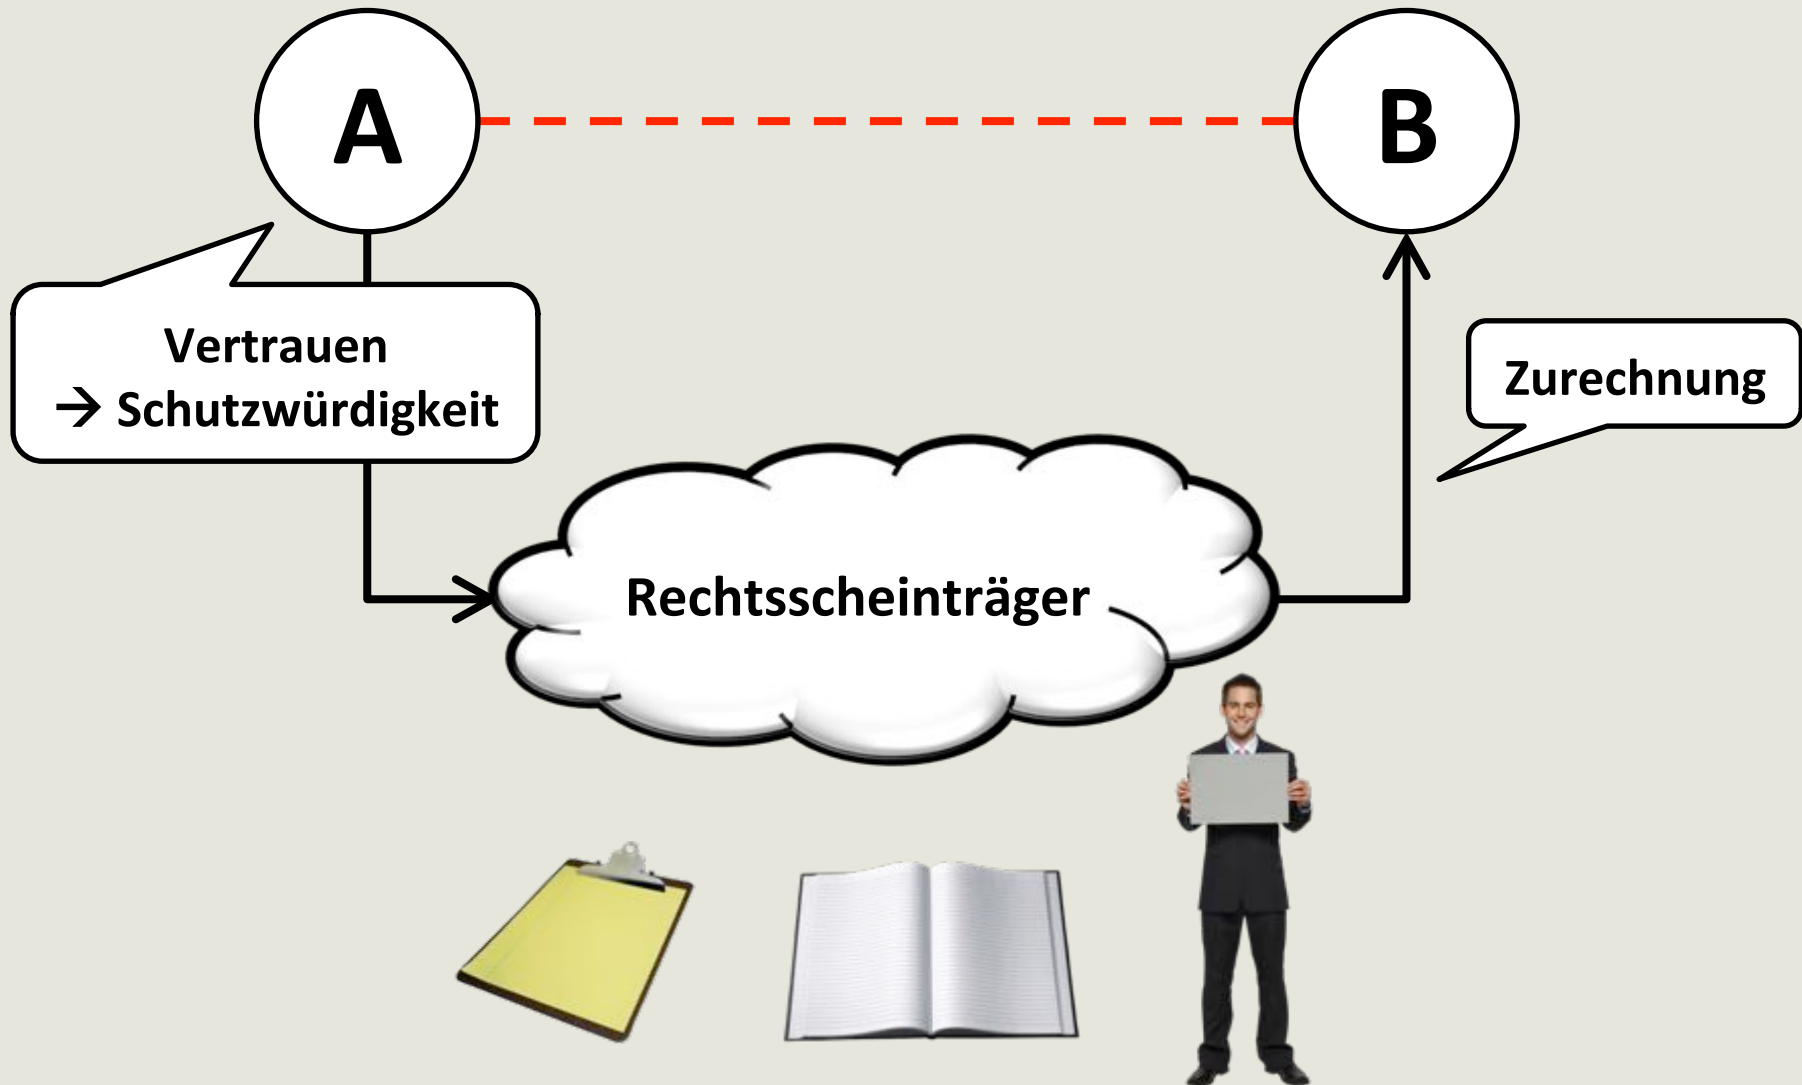 A
B
Vertrauen
→ Schutzwürdigkeit
Zurechnung
Rechtsscheinträger